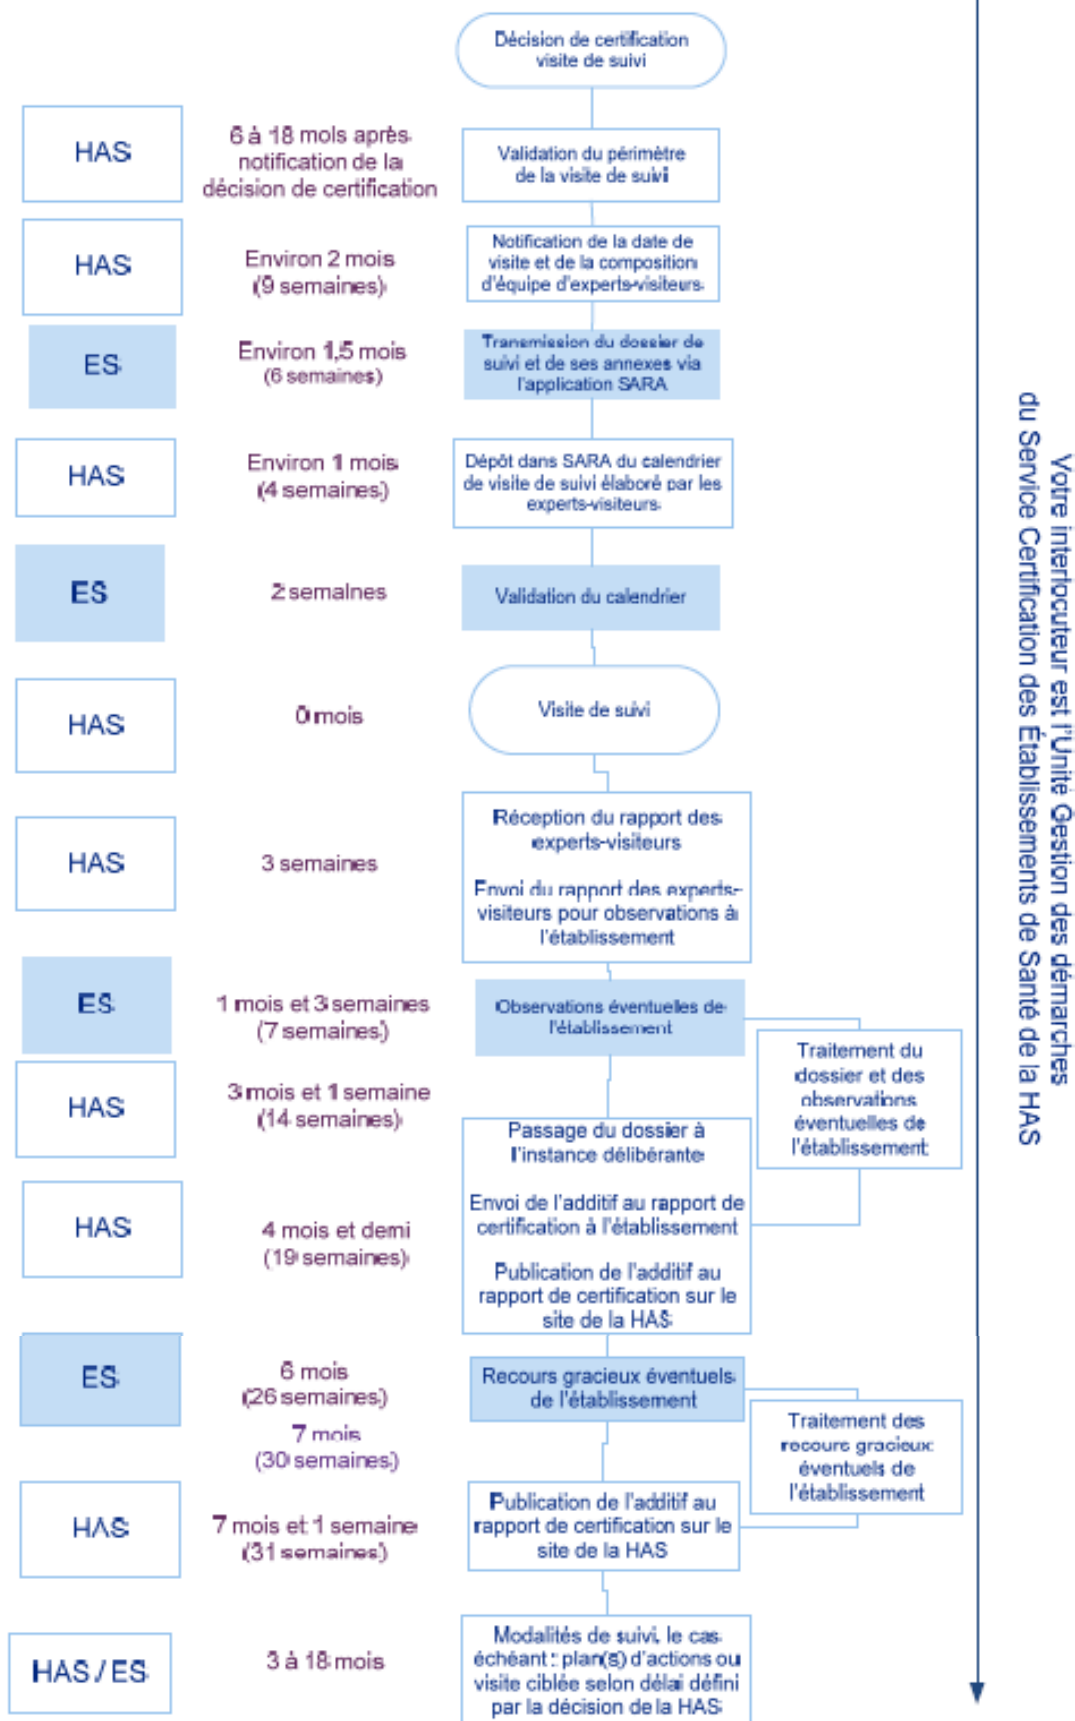 Décision de certification
visite de suivi
HAS
6 à 18 mois après
notification de la
décision de certification
Validation du périmètre
de la visite de suivi
HAS
Environ 2 mois
(9 semaines)
Notification de la date de
visite et de la composition
d'équipe d'experts-visiteurs
ES
Environ 1,5 mois
(6 semaines)
Transmission du dossier de
suivi et de ses annexes via
l'application SARA
HAS
Environ 1 mois
(4 semaines)
Dépôt dans SARA du calendrier
de visite de suivi élaboré par les
experts-visiteurs
ES
2 semaines
Validation du calendrier
HAS
0 mois
Visite de suivi
HAS
3 semaines
Réception du rapport des
experts-visiteurs
Envoi du rapport des experts-
visiteurs pour observations à
l'établissement
ES
1 mois et 3 semaines
(7 semaines)
Observations éventuelles de
l'établissement
Traitement du
dossier et des
observations
éventuelles de
l'établissement
HAS
3 mois et 1 semaine
(14 semaines)
Passage du dossier à
l'instance délibérante
HAS
4 mois et demi
(19 semaines)
Envoi de l'additif au rapport de
certification à l'établissement
Publication de l'additif au
rapport de certification sur le
site de la HAS
ES
6 mois
(26 semaines)
7 mois
(30 semaines)
Recours gracieux éventuels
de l'établissement
Traitement des
recours gracieux
éventuels de
l'établissement
HAS
7 mois et 1 semaine
(31 semaines)
Publication de l'additif au
rapport de certification sur le
site de la HAS
HAS / ES
3 à 18 mois
Modalités de suivi, le cas
échéant : plan(s) d'actions ou
visite ciblée selon délai défini
par la décision de la HAS
Votre interlocuteur est l'Unité Gestion des démarches
du Service Certification des Établissements de Santé de la HAS